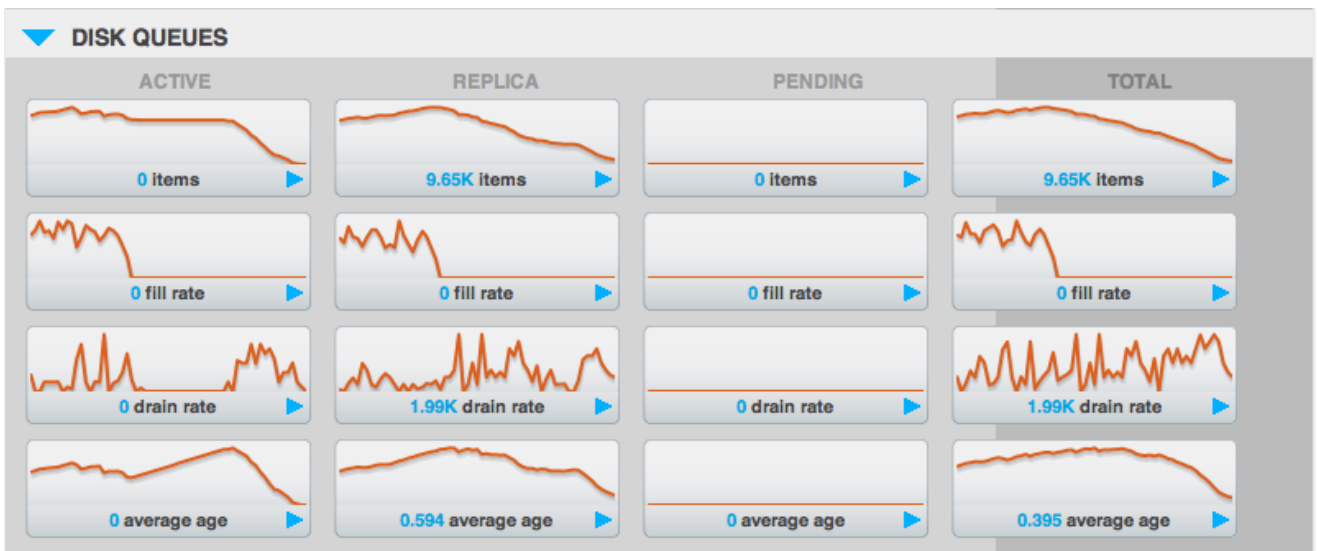 DISK QUEUES
ACTIVE REPLICA PENDING TOTAL
0 items 9.65K items 0 items 9.65K items
0 fill rate 0 fill rate 0 fill rate 0 fill rate
0 drain rate 1.99K drain rate 0 drain rate 1.99K drain rate
0 average age 0.594 average age 0 average age 0.395 average age